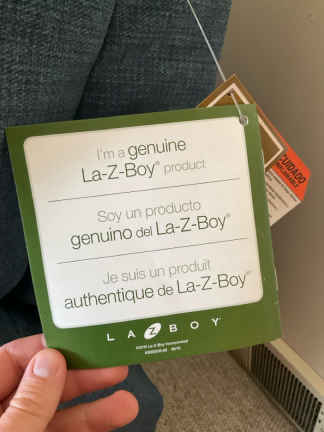 I'm a genuine
La-Z-Boy® product
Soy un producto
genuino del La-Z-Boy®
Je suis un produit
authentique de La-Z-Boy®
LA Z BOY
CUIDADO